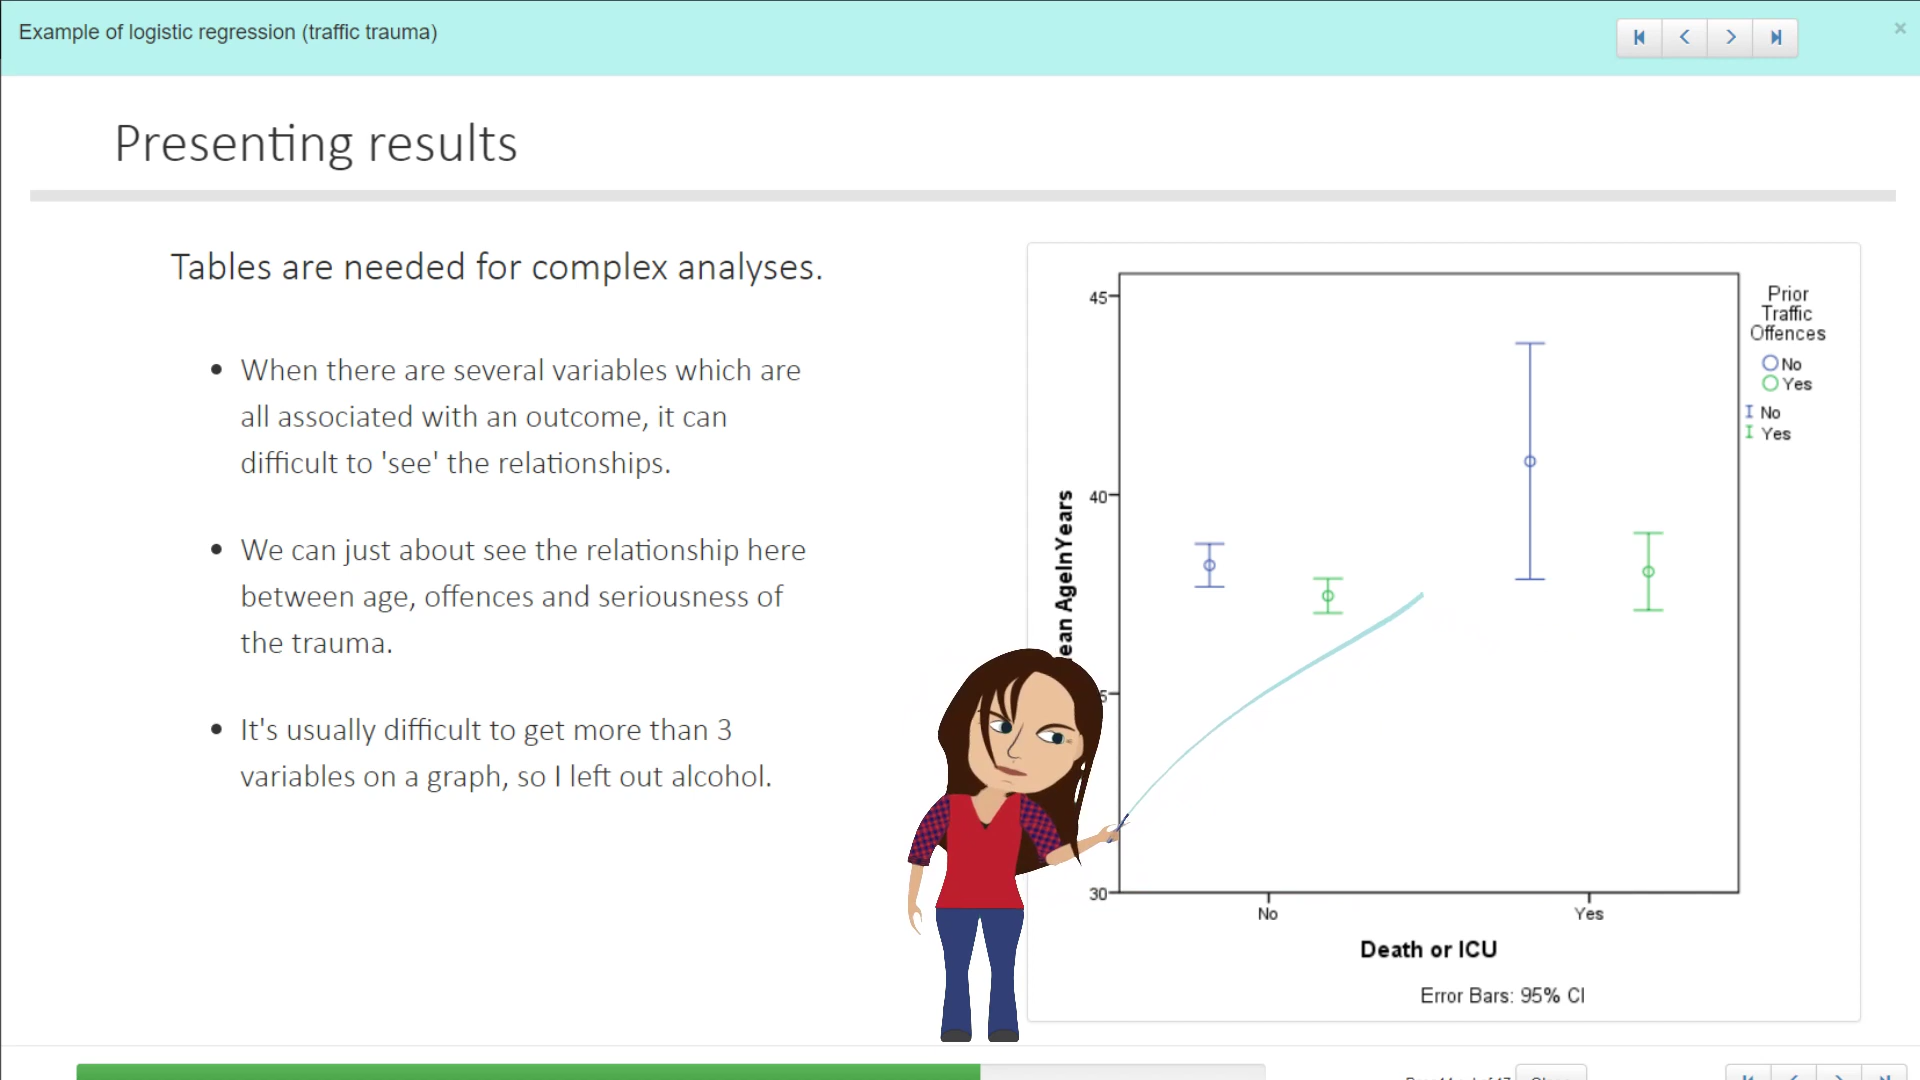 Example of logistic regression (traffic trauma)
×
Presenting results
Tables are needed for complex analyses.
• When there are several variables which are
all associated with an outcome, it can
difficult to 'see' the relationships.
• We can just about see the relationship here
between age, offences and seriousness of
the trauma.
• It's usually difficult to get more than 3
variables on a graph, so I left out alcohol.
45
40
5
30
ean AgeInYears
No
Yes
Death or ICU
Error Bars: 95% CI
Prior
Traffic
Offences
No
Yes
No
Yes